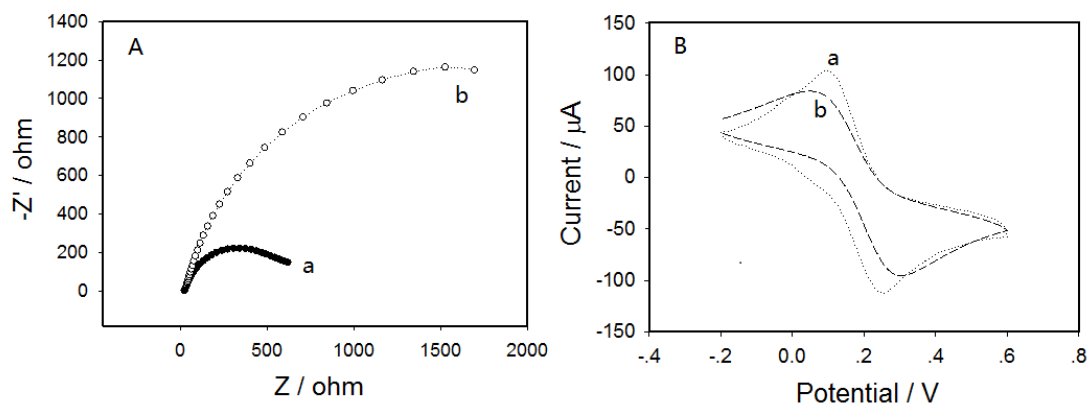 A
-Z' / ohm
1400
1200
1000
800
600
400
200
0
b
a
0 500 1000 1500 2000
Z / ohm
B
Current / µA
150
100
50
0
-50
-100
-150
a
b
-.4 -.2 0.0 .2 .4 .6 .8
Potential / V